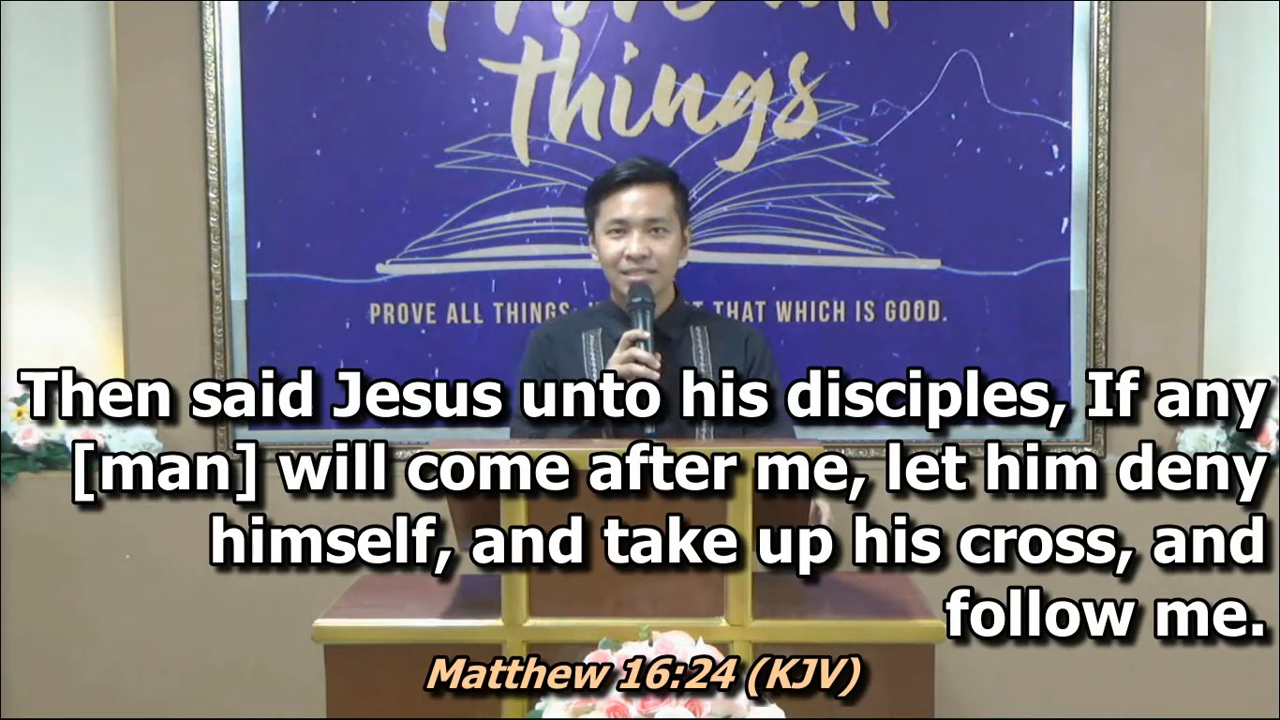 things
PROVE ALL THINGS; THAT WHICH IS GOOD.
Then said Jesus unto his disciples, If any
[man] will come after me, let him deny
himself, and take up his cross, and
follow me.
Matthew 16:24 (KJV)